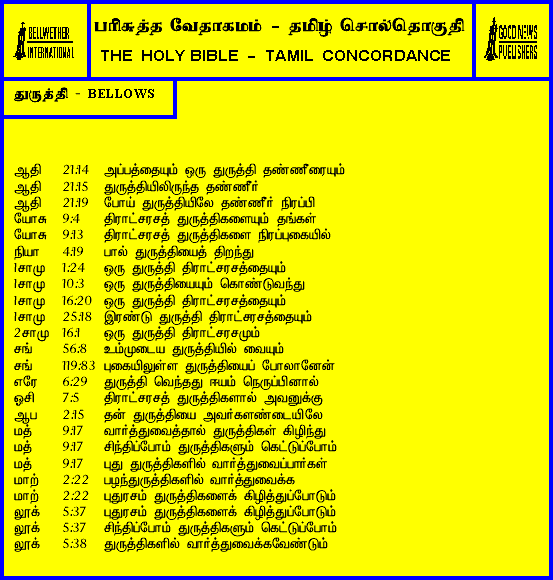 BELLWETHER
INTERNATIONAL
பரிசுத்த வேதாகமம் - தமிழ் சொல்தொகுதி
THE HOLY BIBLE - TAMIL CONCORDANCE
GOOD NEWS
PUBLISHERS
துருத்தி - BELLOWS
ஆதி 21:14 அப்பத்தையும் ஒரு துருத்தி தண்ணீரையும்
ஆதி 21:15 துருத்தியிலிருந்த தண்ணீர்
ஆதி 21:19 போய் துருத்தியிலே தண்ணீர் நிரப்பி
யோசு 9:4 திராட்சரசத் துருத்திகளையும் தங்கள்
யோசு 9:13 திராட்சரசத் துருத்திகளை நிரப்புகையில்
நியா 4:19 பால் துருத்தியைத் திறந்து
1சாமு 1:24 ஒரு துருத்தி திராட்சரசத்தையும்
1சாமு 10:3 ஒரு துருத்தியையும் கொண்டுவந்து
1சாமு 16:20 ஒரு துருத்தி திராட்சரசத்தையும்
1சாமு 25:18 இரண்டு துருத்தி திராட்சரசத்தையும்
2சாமு 16:1 ஒரு துருத்தி திராட்சரசமும்
சங் 56:8 உம்முடைய துருத்தியில் வையும்
சங் 119:83 புகையிலுள்ள துருத்தியைப் போலானேன்
எரே 6:29 துருத்தி வெந்தது ஈயம் நெருப்பினால்
ஓசி 7:5 திராட்சரசத் துருத்திகளால் அவனுக்கு
ஆப 2:15 தன் துருத்தியை அவர்களண்டையிலே
மத் 9:17 வார்த்துவைத்தால் துருத்திகள் கிழிந்து
மத் 9:17 சிந்திப்போம் துருத்திகளும் கெட்டுப்போம்
மத் 9:17 புது துருத்திகளில் வார்த்துவைப்பார்கள்
மாற் 2:22 பழந்துருத்திகளில் வார்த்துவைக்க
மாற் 2:22 புதுரசம் துருத்திகளைக் கிழித்துப்போடும்
லூக் 5:37 புதுரசம் துருத்திகளைக் கிழித்துப்போடும்
லூக் 5:37 சிந்திப்போம் துருத்திகளும் கெட்டுப்போம்
லூக் 5:38 துருத்திகளில் வார்த்துவைக்கவேண்டும்